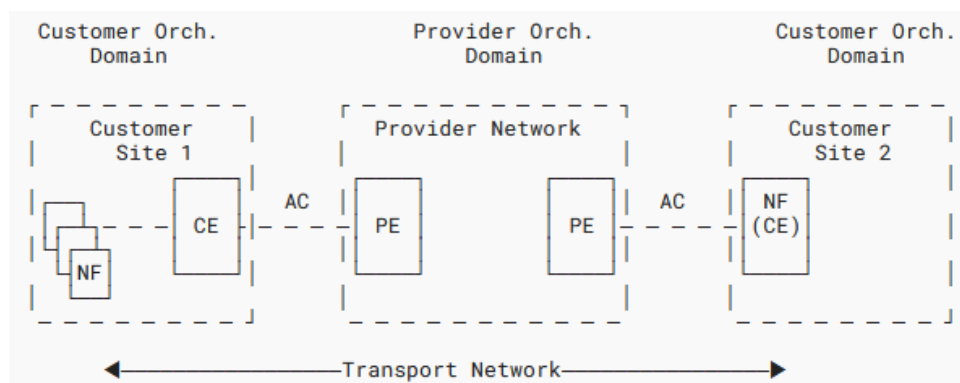 Customer Orch. Provider Orch. Customer Orch.
Domain Domain Domain
Customer Provider Network Customer
Site 1 Site 2
AC AC NF
CE PE PE (CE)
NF
Transport Network